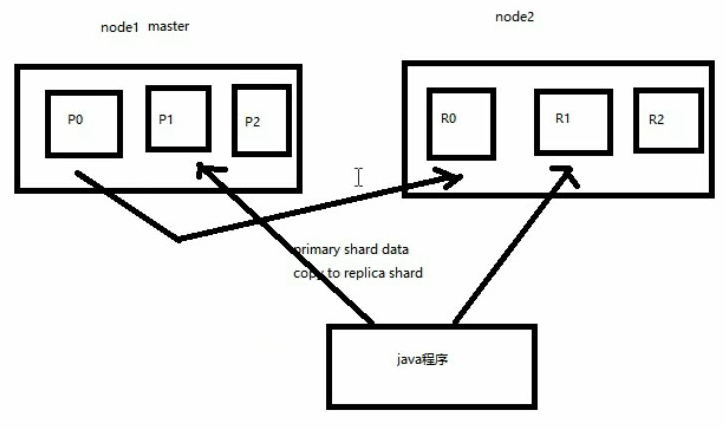 node1 master
node2
P0
P1
P2
R0
R1
R2
primary shard data
copy to replica shard
java程序